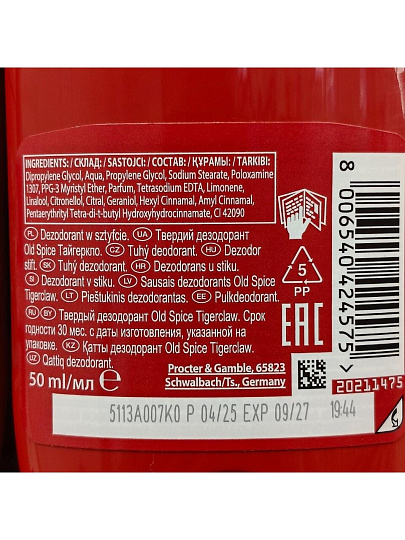 INGREDIENTS: / СКЛАД: / SASTOJCI: / СОСТАВ: / ҚҰРАМЫ: / TARKIBI:
Dipropylene Glycol, Aqua, Propylene Glycol, Sodium Stearate, Poloxamine
1307, PPG-3 Myristyl Ether, Parfum, Tetrasodium EDTA, Limonene,
Linalool, Citronellol, Citral, Geraniol, Hexyl Cinnamal, Amyl Cinnamal,
Pentaerythrityl Tetra-di-t-butyl Hydroxyhydrocinnamate, CI 42090
PL Dezodorant w sztyfcie. UA Твердий дезодорант
Old Spice Тайгеркло. CZ Tuhý deodorant. HU Dezodor
stift. SK Tuhý dezodorant. HR Dezodorans u stiku.
SI Dezodorant v stiku. LV Sausais dezodorants Old Spice
Tigerclaw. LT Pieštukinis dezodorantas. EE Pulkdeodorant.
RU BY Твердый дезодорант Old Spice Tigerclaw. Срок
годности 30 мес. с даты изготовления, указанной на
упаковке. KZ Қатты дезодорант Old Spice Tigerclaw.
UZ Qattiq dezodorant.
50 ml/мл e
Procter & Gamble, 65823
Schwalbach/Ts., Germany
5
PP
EAC
8 006540 424575 >
20211475
5113A007K0 P 04/25 EXP 09/27 19:44